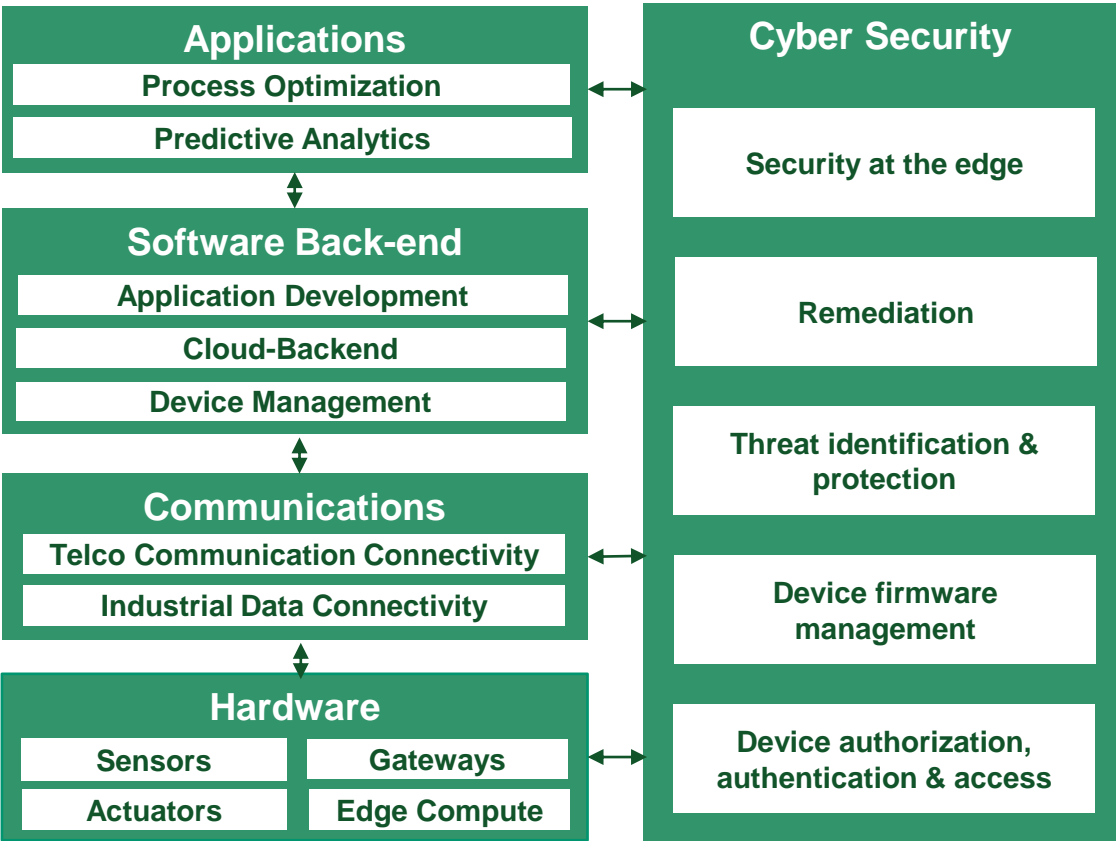 Applications
Process Optimization
Predictive Analytics
Software Back-end
Application Development
Cloud-Backend
Device Management
Communications
Telco Communication Connectivity
Industrial Data Connectivity
Hardware
Sensors
Gateways
Actuators
Edge Compute
Cyber Security
Security at the edge
Remediation
Threat identification &
protection
Device firmware
management
Device authorization,
authentication & access